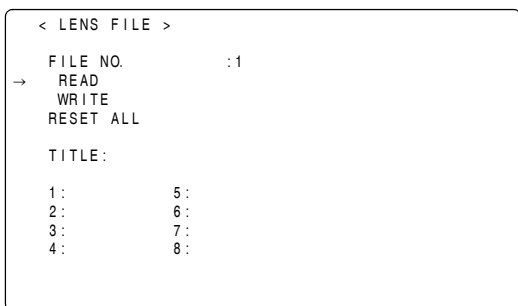 < LENS FILE >
FILE NO. :1
→ READ
WRITE
RESET ALL
TITLE:
1: 5:
2: 6:
3: 7:
4: 8: